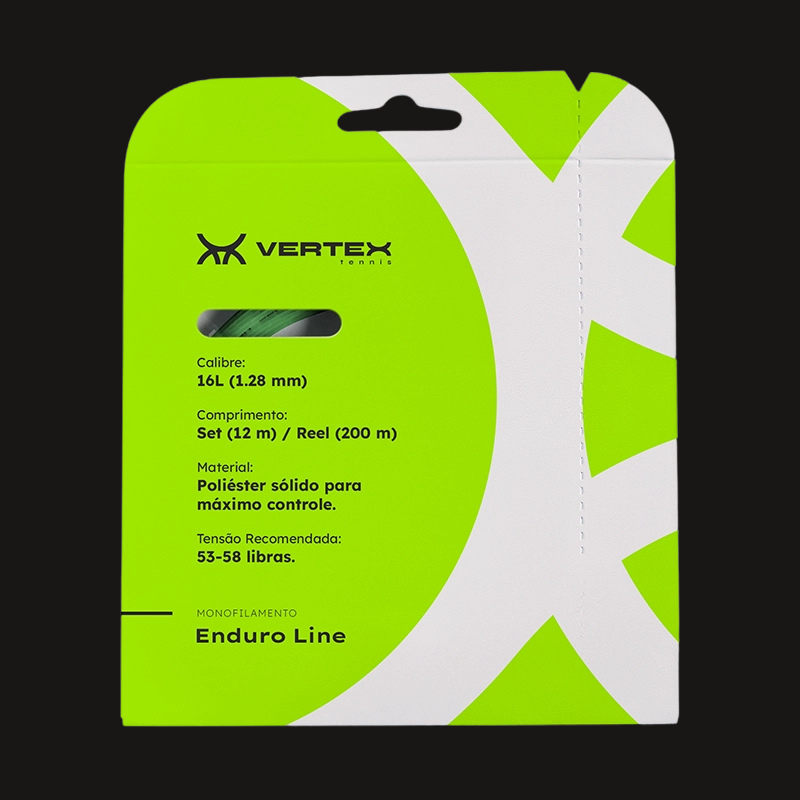 VERTEX
tennis
Calibre:
16L (1.28 mm)
Comprimento:
Set (12 m) / Reel (200 m)
Material:
Poliéster sólido para
máximo controle.
Tensão Recomendada:
53-58 libras.
MONOFILAMENTO
Enduro Line